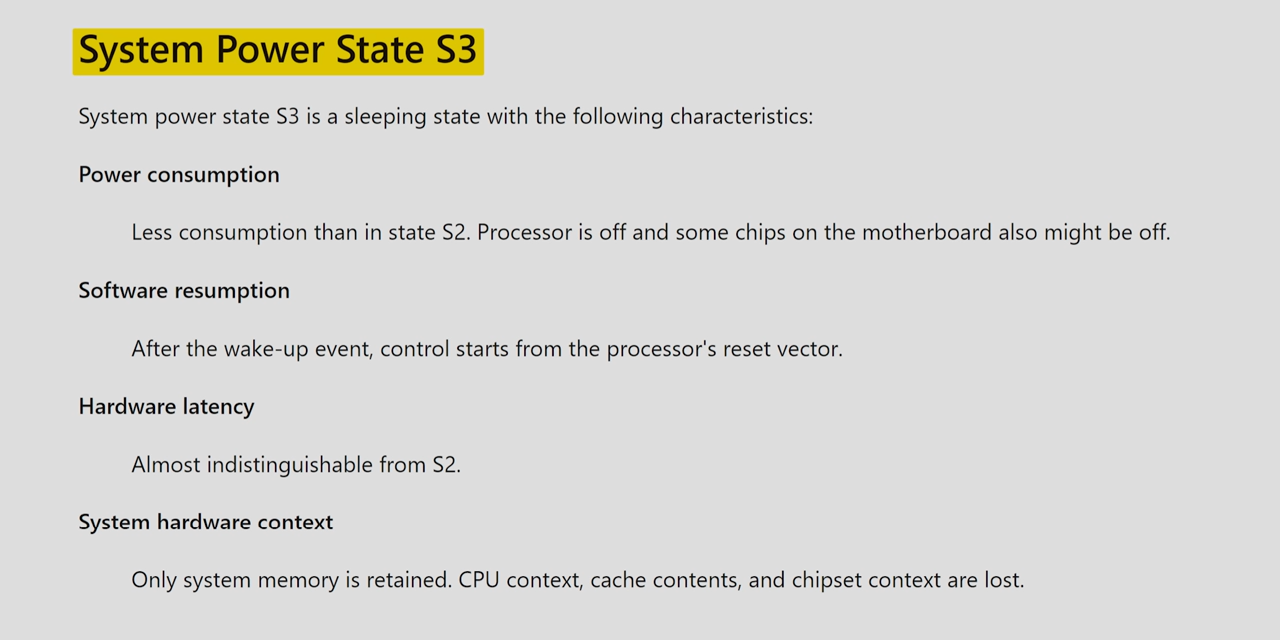 System Power State S3
System power state S3 is a sleeping state with the following characteristics:
Power consumption
Less consumption than in state S2. Processor is off and some chips on the motherboard also might be off.
Software resumption
After the wake-up event, control starts from the processor's reset vector.
Hardware latency
Almost indistinguishable from S2.
System hardware context
Only system memory is retained. CPU context, cache contents, and chipset context are lost.